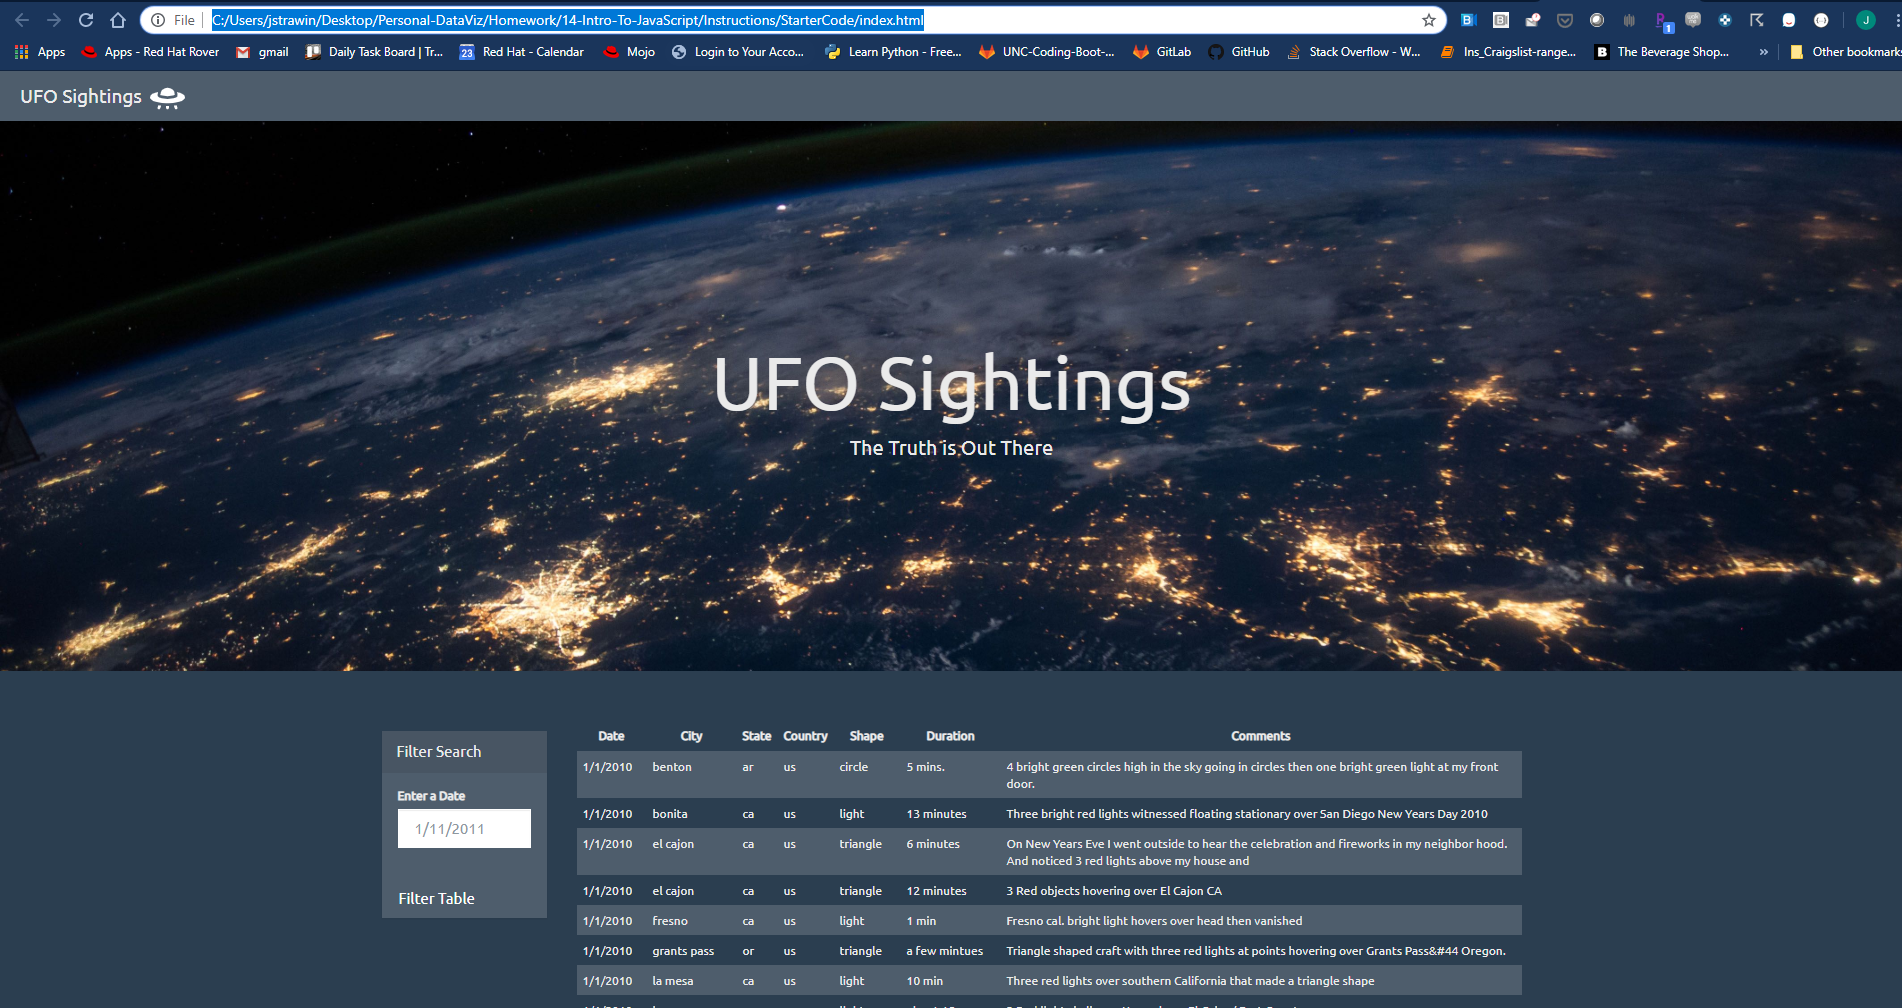 File C:/Users/jstrawin/Desktop/Personal-DataViz/Homework/14-Intro-To-JavaScript/Instructions/StarterCode/index.html
J
1
Apps Apps - Red Hat Rover gmail Daily Task Board | Tr... 23 Red Hat - Calendar Mojo Login to Your Acco... Learn Python - Free... UNC-Coding-Boot-... GitLab GitHub Stack Overflow - W... Ins_Craigslist-range... B The Beverage Shop... » Other bookmarks
UFO Sightings
UFO Sightings
The Truth is Out There
Filter Search
Enter a Date
1/11/2011
Filter Table
Date City State Country Shape Duration Comments
1/1/2010 benton ar us circle 5 mins. 4 bright green circles high in the sky going in circles then one bright green light at my front
door.
1/1/2010 bonita ca us light 13 minutes Three bright red lights witnessed floating stationary over San Diego New Years Day 2010
1/1/2010 el cajon ca us triangle 6 minutes On New Years Eve I went outside to hear the celebration and fireworks in my neighbor hood.
And noticed 3 red lights above my house and
1/1/2010 el cajon ca us triangle 12 minutes 3 Red objects hovering over El Cajon CA
1/1/2010 fresno ca us light 1 min Fresno cal. bright light hovers over head then vanished
1/1/2010 grants pass or us triangle a few mintues Triangle shaped craft with three red lights at points hovering over Grants Pass&#44 Oregon.
1/1/2010 la mesa ca us light 10 min Three red lights over southern California that made a triangle shape